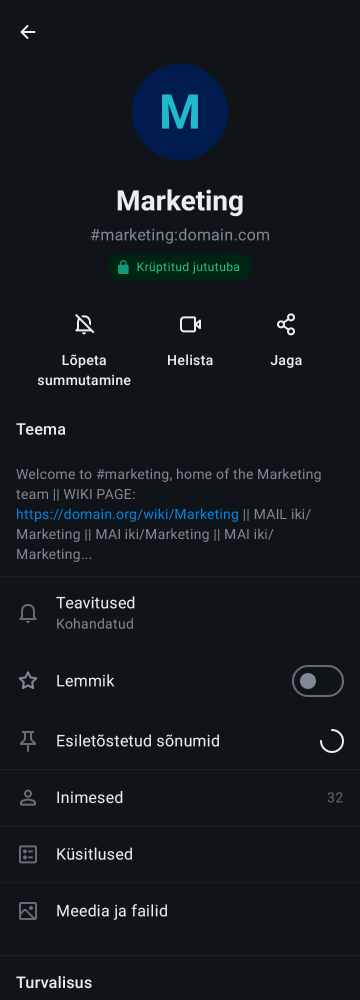 M
Marketing
#marketing:domain.com
Krüptitud jututuba
Lõpeta
summutamine
Helista
Jaga
Teema
Welcome to #marketing, home of the Marketing
team || WIKI PAGE:
https://domain.org/wiki/Marketing || MAIL iki/
Marketing || MAI iki/Marketing || MAI iki/
Marketing...
Teavitused
Kohandatud
Lemmik
Esiletõstetud sõnumid
Inimesed 32
Küsitlused
Meedia ja failid
Turvalisus